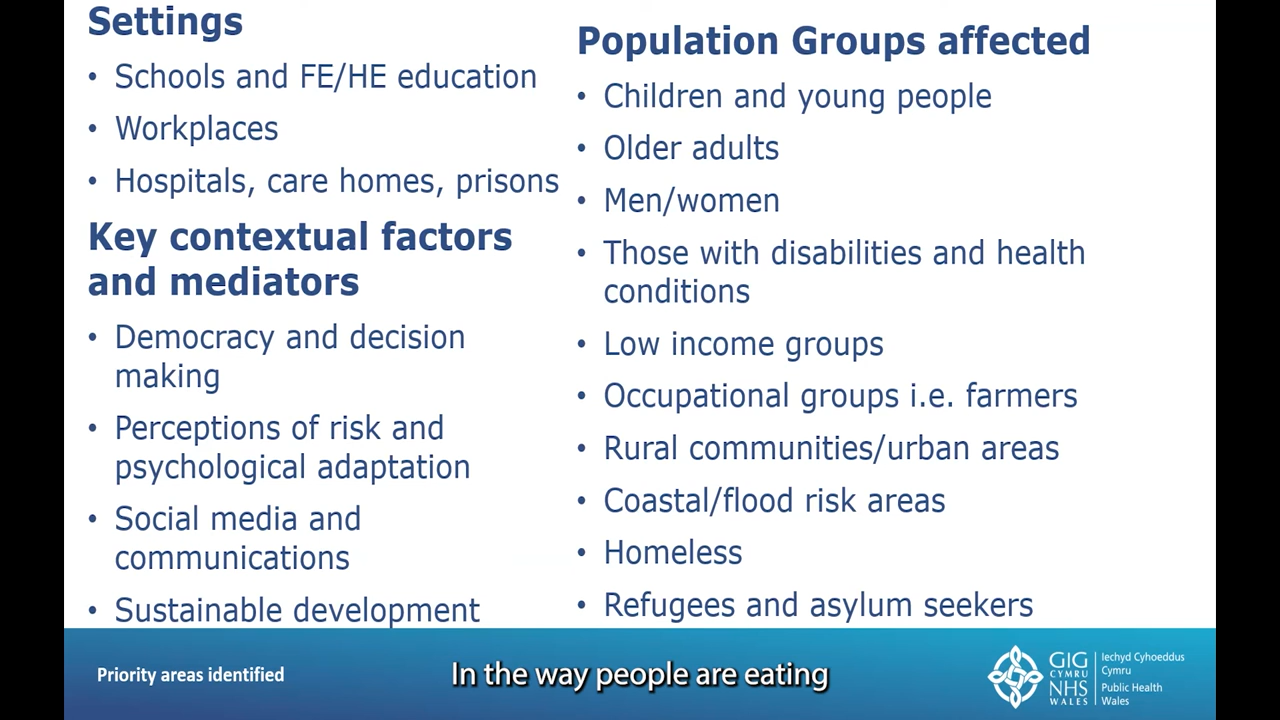 Settings
• Schools and FE/HE education
• Workplaces
• Hospitals, care homes, prisons
Key contextual factors
and mediators
• Democracy and decision
making
• Perceptions of risk and
psychological adaptation
• Social media and
communications
• Sustainable development
Population Groups affected
• Children and young people
• Older adults
• Men/women
• Those with disabilities and health
conditions
• Low income groups
• Occupational groups i.e. farmers
• Rural communities/urban areas
• Coastal/flood risk areas
• Homeless
• Refugees and asylum seekers
Priority areas identified
In the way people are eating
GIG
CYMRU
NHS
WALES
Iechyd Cyhoeddus
Cymru
Public Health
Wales